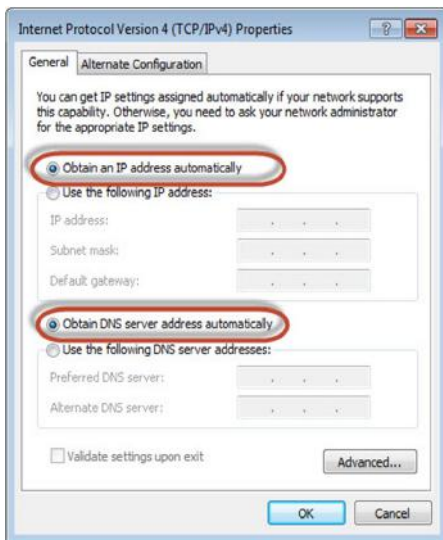 Internet Protocol Version 4 (TCP/IPv4) Properties
General
Alternate Configuration
You can get IP settings assigned automatically if your network supports
this capability. Otherwise, you need to ask your network administrator
for the appropriate IP settings.
Obtain an IP address automatically
Use the following IP address:
IP address:
Subnet mask:
Default gateway:
Obtain DNS server address automatically
Use the following DNS server addresses:
Preferred DNS server:
Alternate DNS server:
Validate settings upon exit
Advanced...
OK
Cancel